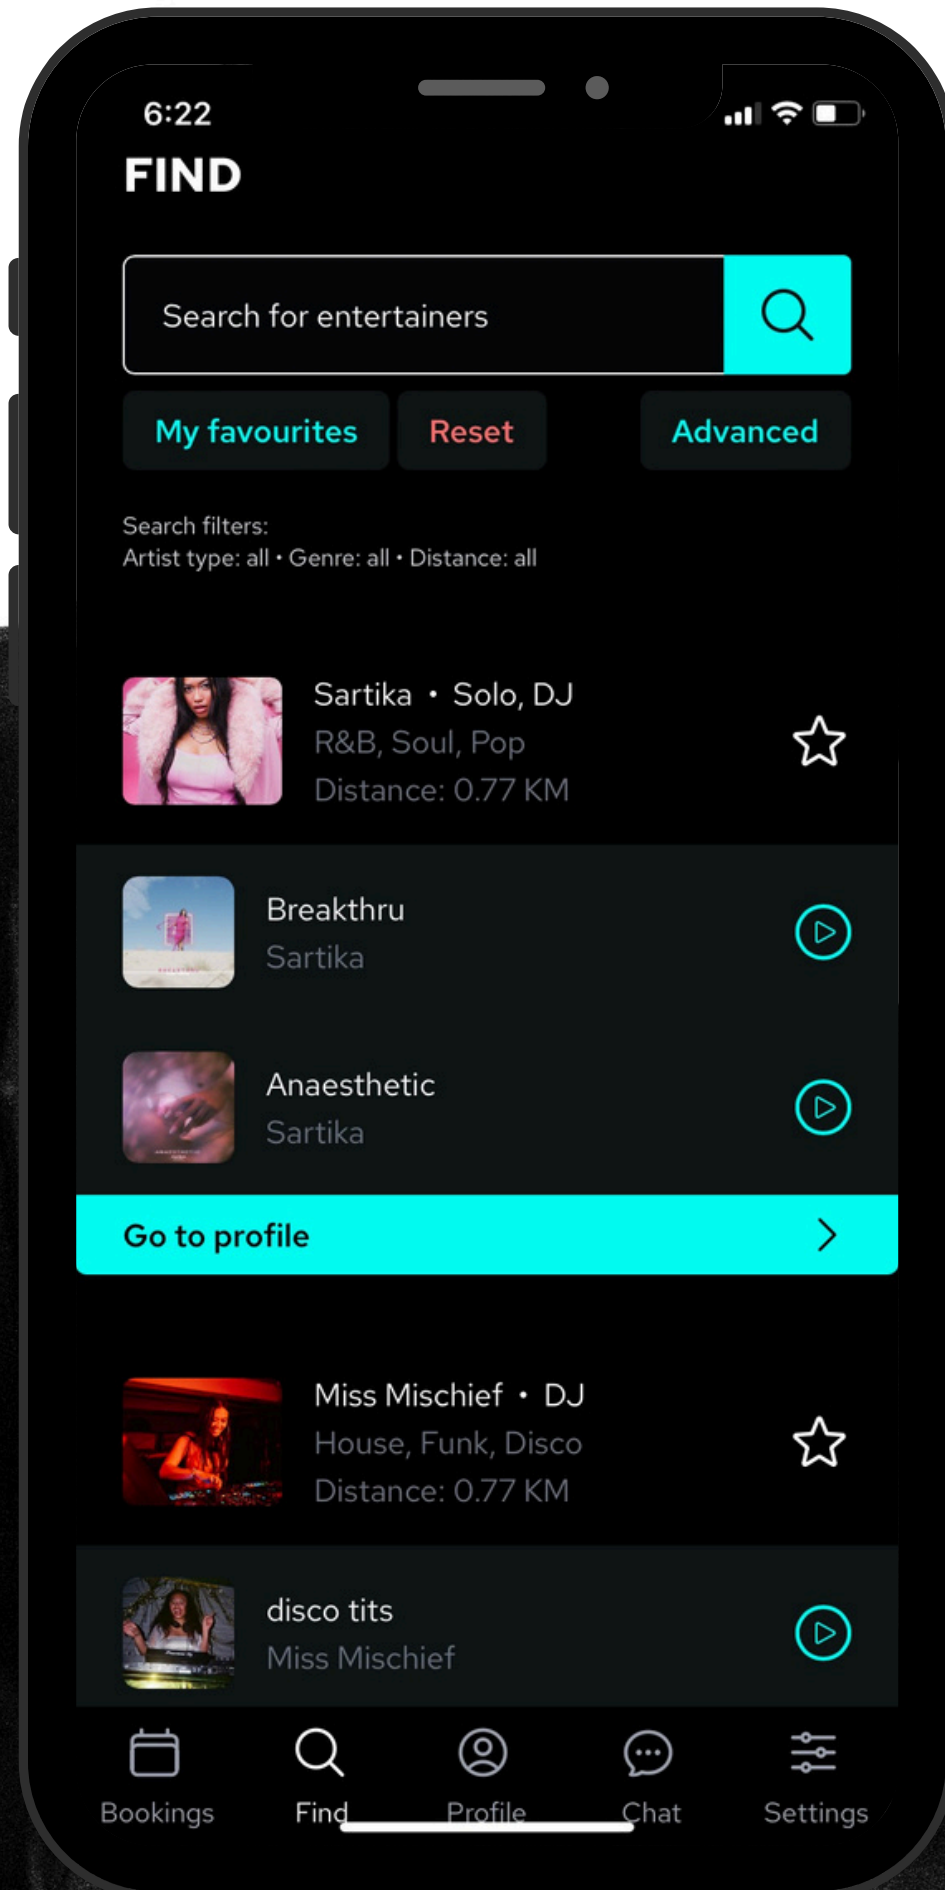 6:22
FIND
Search for entertainers
My favourites Reset Advanced
Search filters:
Artist type: all • Genre: all • Distance: all
Sartika • Solo, DJ
R&B, Soul, Pop
Distance: 0.77 KM
Breakthru
Sartika
Anaesthetic
Sartika
Go to profile
Miss Mischief • DJ
House, Funk, Disco
Distance: 0.77 KM
disco tits
Miss Mischief
Bookings Find Profile Chat Settings